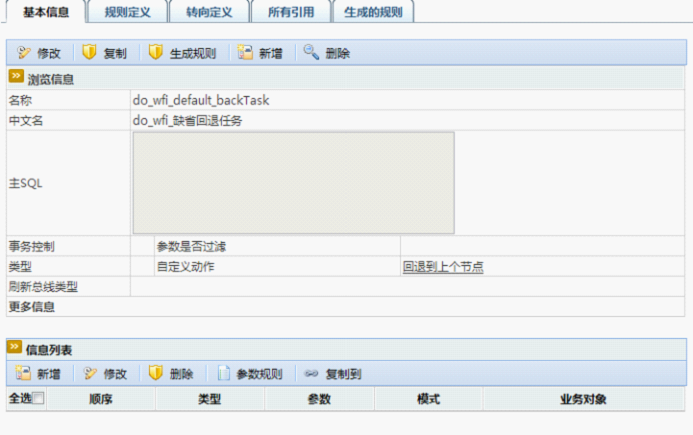 基本信息 规则定义 转向定义 所有引用 生成的规则
修改 复制 生成规则 新增 删除
浏览信息
名称 do_wfi_default_backTask
中文名 do_wfi_缺省回退任务
主SQL
事务控制 参数是否过滤
类型 自定义动作 回退到上个节点
刷新总线类型
更多信息
信息列表
新增 修改 删除 参数规则 复制到
全选 顺序 类型 参数 模式 业务对象